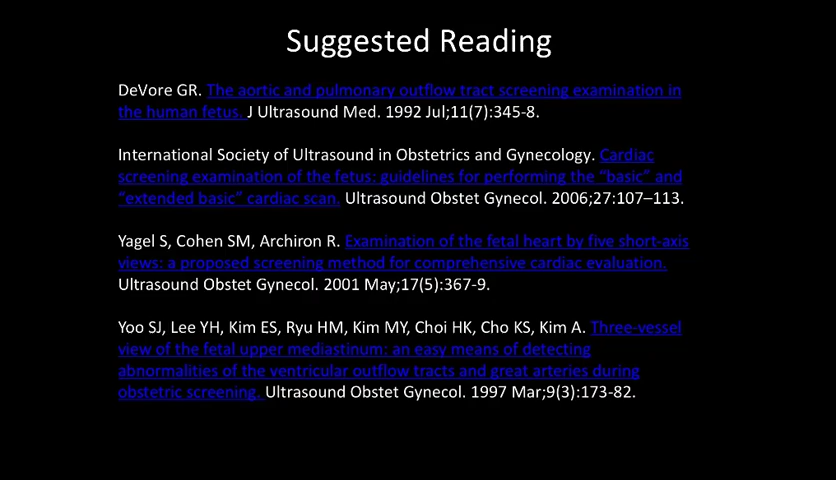 Suggested Reading
DeVore GR. The aortic and pulmonary outflow tract screening examination in
the human fetus. J Ultrasound Med. 1992 Jul;11(7):345-8.
International Society of Ultrasound in Obstetrics and Gynecology. Cardiac
screening examination of the fetus: guidelines for performing the “basic” and
“extended basic” cardiac scan. Ultrasound Obstet Gynecol. 2006;27:107–113.
Yagel S, Cohen SM, Archiron R. Examination of the fetal heart by five short-axis
views: a proposed screening method for comprehensive cardiac evaluation.
Ultrasound Obstet Gynecol. 2001 May;17(5):367-9.
Yoo SJ, Lee YH, Kim ES, Ryu HM, Kim MY, Choi HK, Cho KS, Kim A. Three-vessel
view of the fetal upper mediastinum: an easy means of detecting
abnormalities of the ventricular outflow tracts and great arteries during
obstetric screening. Ultrasound Obstet Gynecol. 1997 Mar;9(3):173-82.